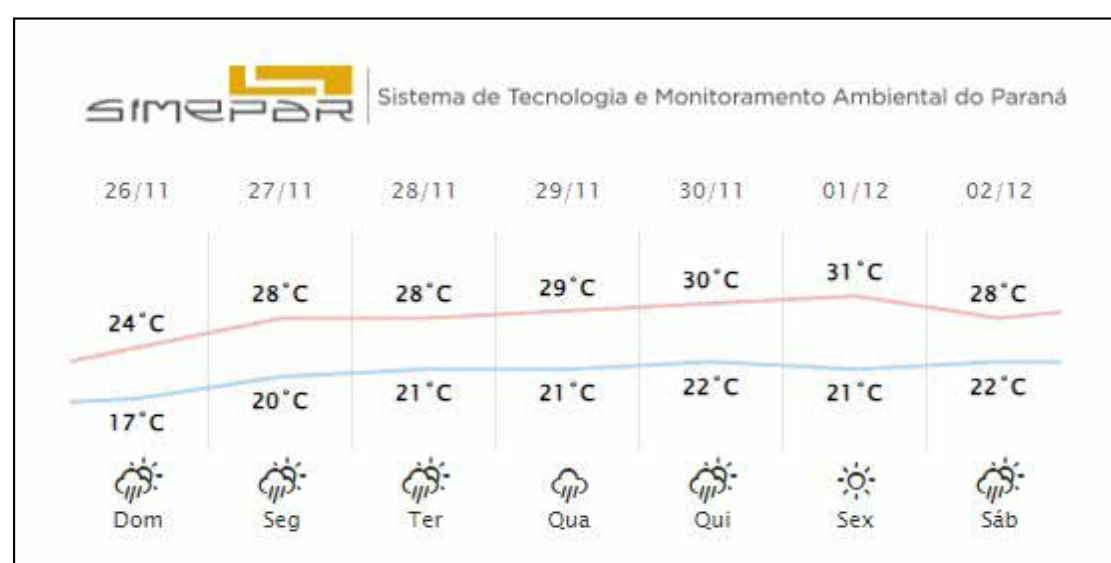 SIMEPAR
Sistema de Tecnologia e Monitoramento Ambiental do Paraná
26/11 27/11 28/11 29/11 30/11 01/12 02/12
24°C 28°C 28°C 29°C 30°C 31°C 28°C
17°C 20°C 21°C 21°C 22°C 21°C 22°C
Dom Seg Ter Qua Qui Sex Sáb